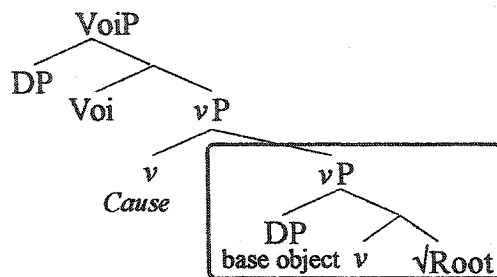 VoiP
DP
Voi vP
v vP
Cause
DP
base object v √Root